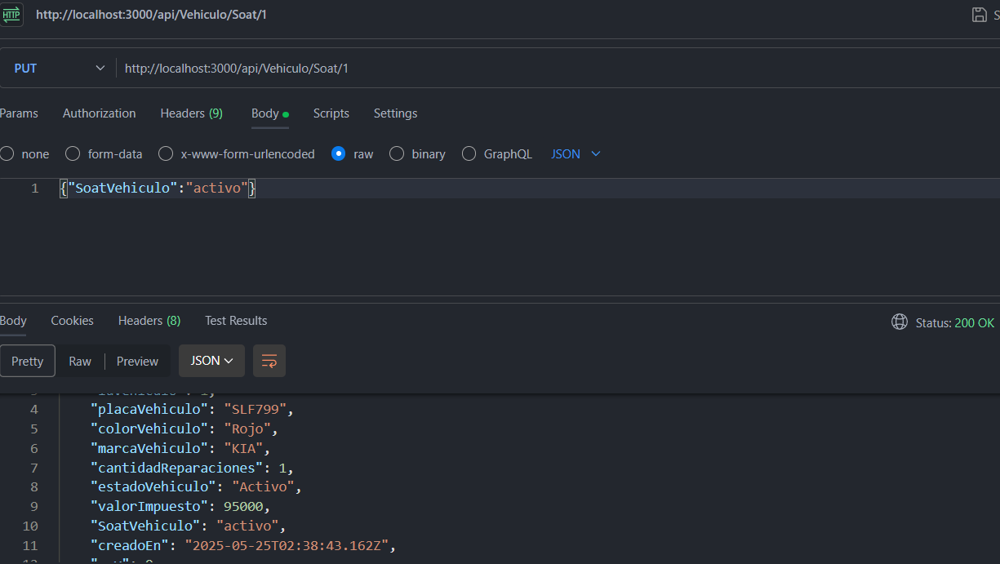 HTTP http://localhost:3000/api/Vehiculo/Soat/1
PUT http://localhost:3000/api/Vehiculo/Soat/1
Params Authorization Headers (9) Body Scripts Settings
none form-data x-www-form-urlencoded raw binary GraphQL JSON
1 {"SoatVehiculo":"activo"}
Body Cookies Headers (8) Test Results Status: 200 OK
Pretty Raw Preview JSON
4 "placaVehiculo": "SLF799",
5 "colorVehiculo": "Rojo",
6 "marcaVehiculo": "KIA",
7 "cantidadReparaciones": 1,
8 "estadoVehiculo": "Activo",
9 "valorImpuesto": 95000,
10 "SoatVehiculo": "activo",
11 "creadoEn": "2025-05-25T02:38:43.162Z",